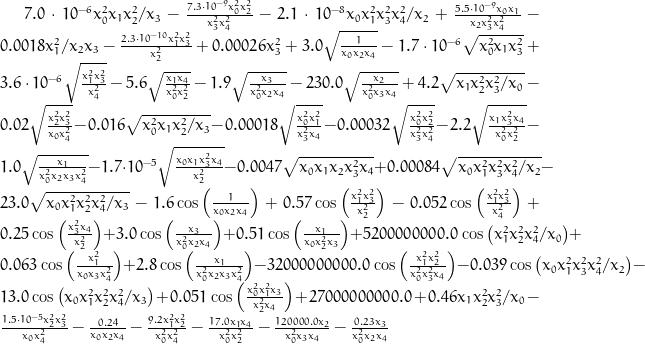 7.0 · 10⁻⁶x₀²x₁x₂²/x₃ − (7.3·10⁻⁹x₀²x₂²)/(x₃²x₄²) − 2.1 · 10⁻⁸x₀x₁²x₃²x₄/x₂ + (5.5·10⁻⁹x₀x₁)/(x₂x₃²x₄²) −
0.0018x₁²/x₂x₃ − (2.3·10⁻¹⁰x₁²x₃²)/(x₂²) + 0.00026x₃² + 3.0√(1/(x₀x₂x₄)) − 1.7 · 10⁻⁶√(x₀²x₁x₃²) +
3.6 · 10⁻⁶√(x₁²x₃²/x₄²) − 5.6√(x₁x₄/(x₀²x₂²)) − 1.9√(x₃/(x₀²x₂x₄)) − 230.0√(x₂/(x₀²x₃x₄)) + 4.2√(x₁x₂²x₃²/x₀) −
0.02√(x₂²x₃²/(x₀x₄)) − 0.016√(x₀²x₁x₂²/x₃) − 0.00018√(x₀²x₁²/(x₃²x₄)) − 0.00032√(x₀²x₂²/(x₃²x₄²)) − 2.2√(x₁x₃²x₄/(x₀²x₂²)) −
1.0√(x₁/(x₀²x₂x₃²x₄)) − 1.7·10⁻⁵√(x₀x₁x₃²x₄/x₂²) − 0.0047√(x₀x₁x₂x₃²x₄) + 0.00084√(x₀x₁²x₃²x₄/x₂) −
23.0√(x₀x₁²x₂²x₄²/x₃) − 1.6 cos(1/(x₀x₂x₄)) + 0.57 cos(x₁²x₃²/x₂²) − 0.052 cos(x₁²x₃²/x₄²) +
0.25 cos(x₃²x₄/x₂²) + 3.0 cos(x₃/(x₀²x₂x₄)) + 0.51 cos(x₁/(x₀x₂²x₃)) + 5200000000.0 cos(x₁²x₂²x₄²/x₀) +
0.063 cos(x₁²/(x₀x₃x₄²)) + 2.8 cos(x₁/(x₀²x₂x₃²x₄²)) − 32000000000.0 cos(x₁²x₂²/(x₀²x₃²x₄)) − 0.039 cos(x₀x₁²x₃²x₄²/x₂) −
13.0 cos(x₀x₁²x₂²x₄²/x₃) + 0.051 cos(x₀²x₁²x₃/(x₂²x₄)) + 27000000000.0 + 0.46x₁x₂²x₃²/x₀ −
(1.5·10⁻⁵x₂²x₃²)/(x₀x₄²) − 0.24/(x₀x₂x₄) − (9.2x₁²x₂²)/(x₀²x₄²) − (17.0x₁x₄)/(x₀²x₂²) − (120000.0x₂)/(x₀²x₃x₄) − (0.23x₃)/(x₀²x₂x₄)